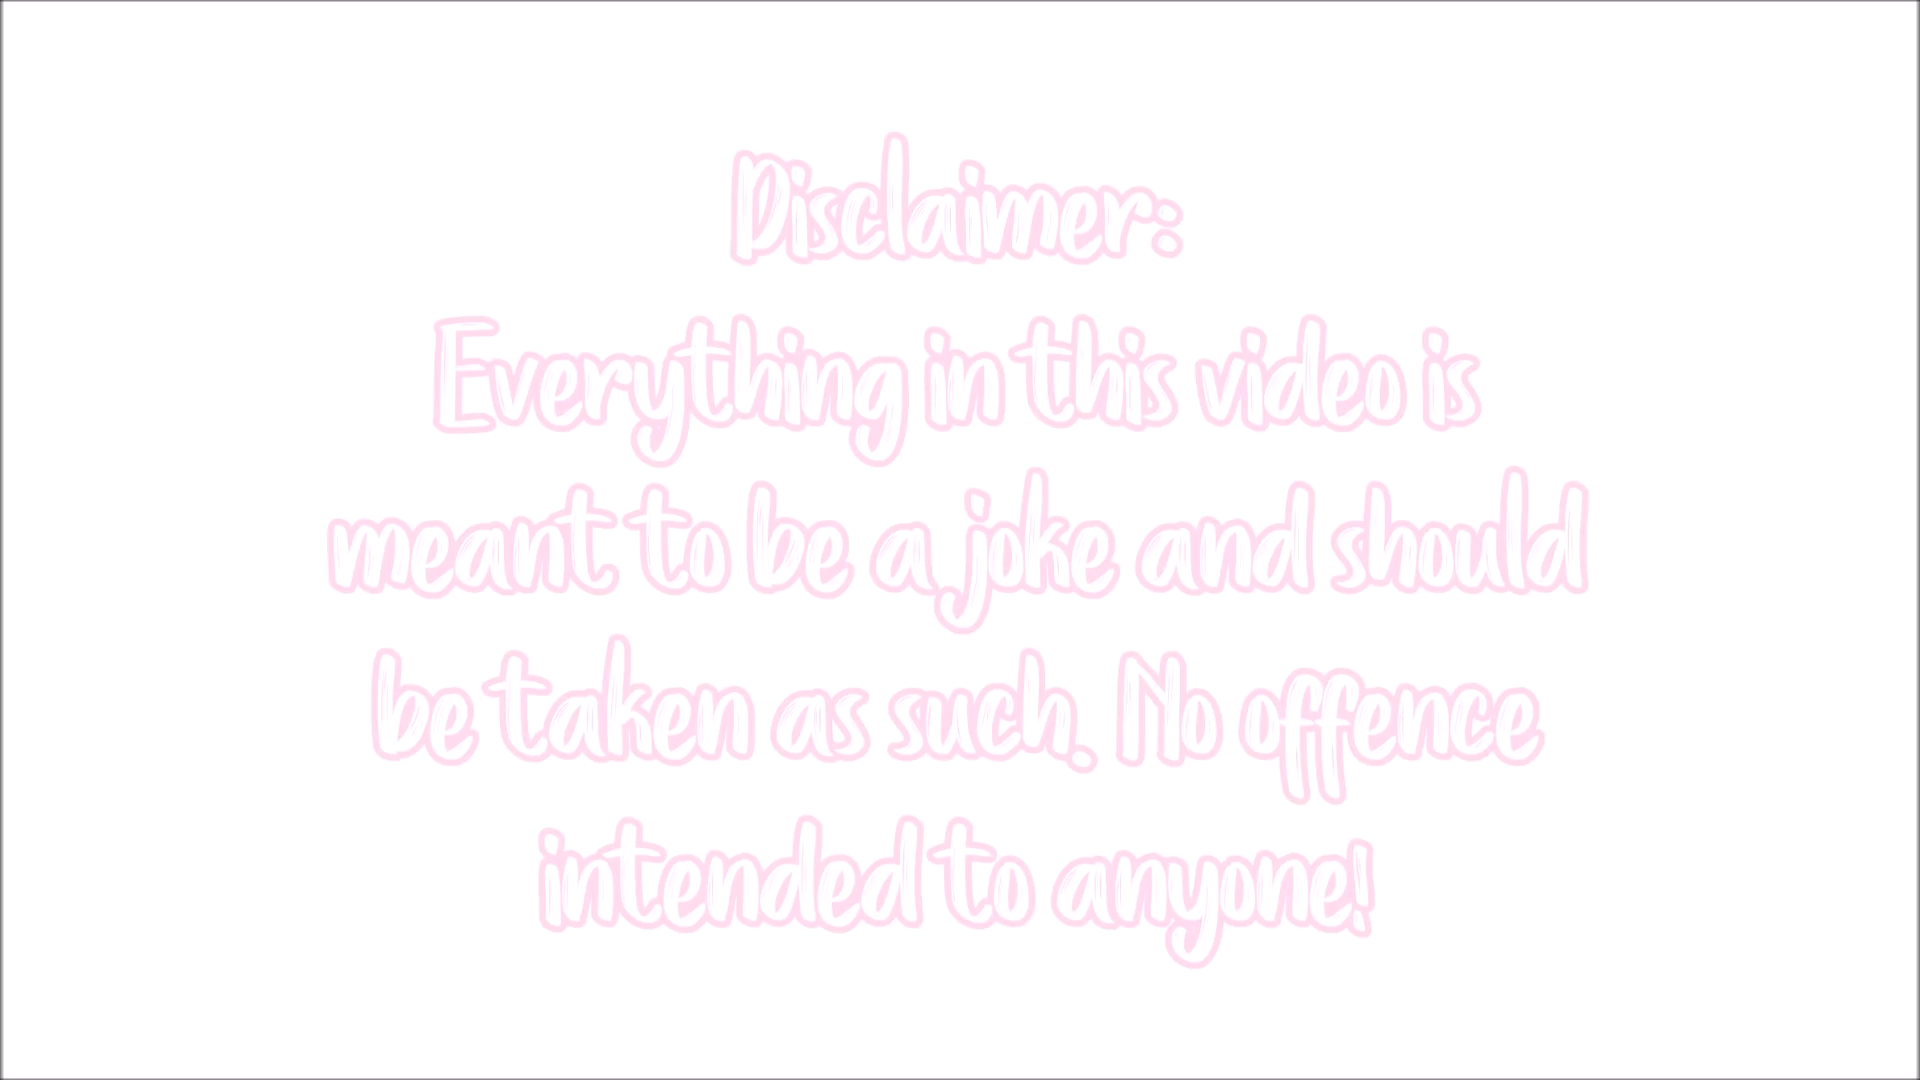 Disclaimer:
Everything in this video is
meant to be a joke and should
be taken as such. No offence
intended to anyone!